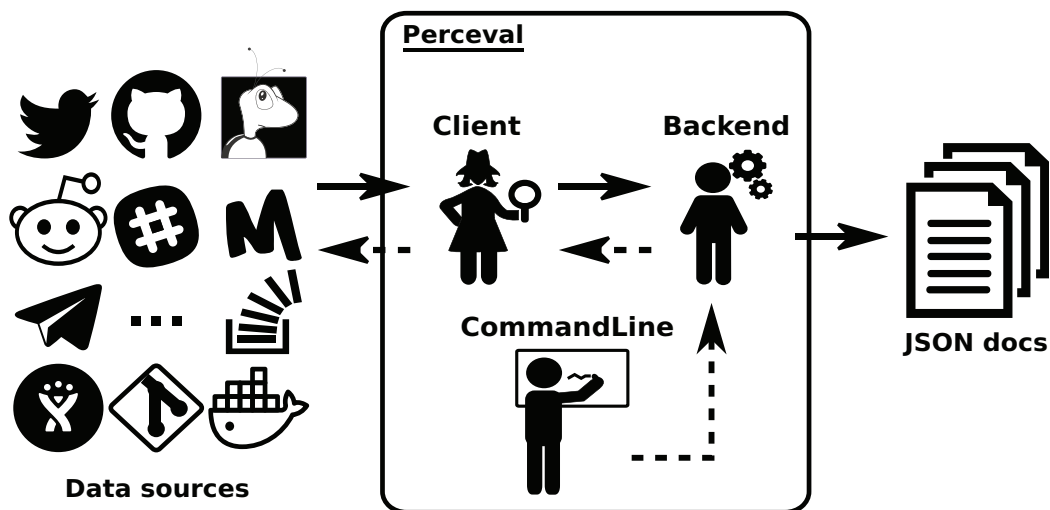 Perceval
Client
Backend
CommandLine
JSON docs
Data sources